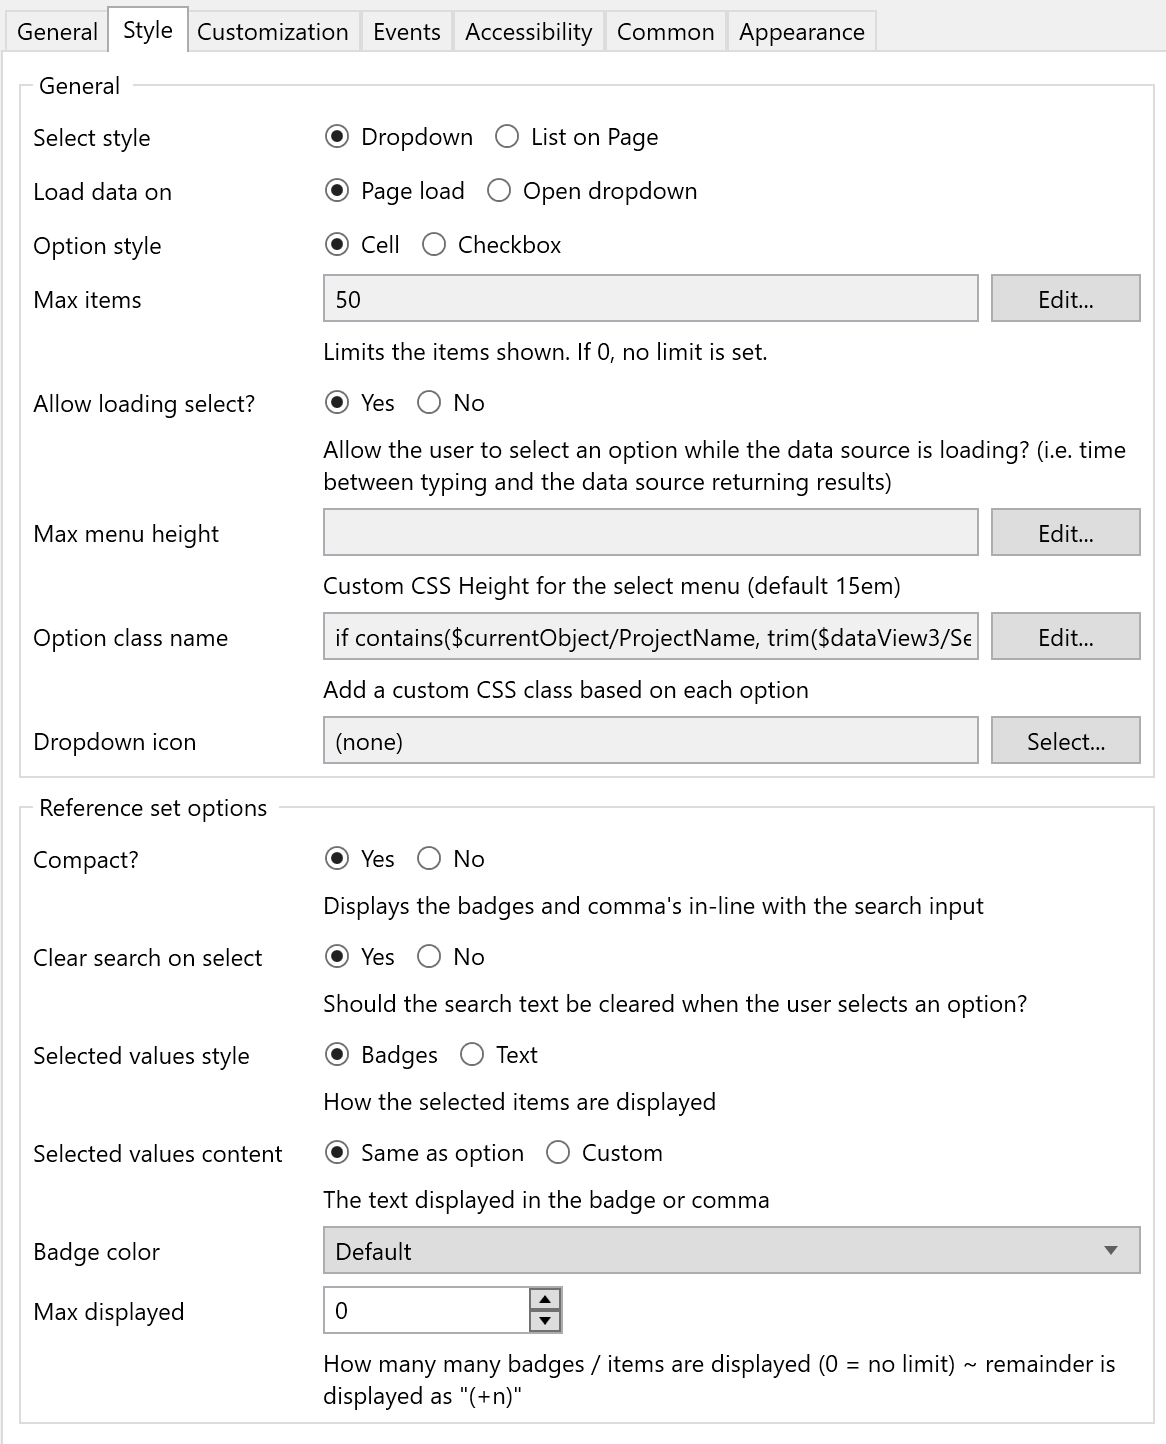 General Style Customization Events Accessibility Common Appearance
General
Select style Dropdown List on Page
Load data on Page load Open dropdown
Option style Cell Checkbox
Max items 50 Edit...
Limits the items shown. If 0, no limit is set.
Allow loading select? Yes No
Allow the user to select an option while the data source is loading? (i.e. time
between typing and the data source returning results)
Max menu height Edit...
Custom CSS Height for the select menu (default 15em)
Option class name if contains($currentObject/ProjectName, trim($dataView3/Se Edit...
Add a custom CSS class based on each option
Dropdown icon (none) Select...
Reference set options
Compact? Yes No
Displays the badges and comma's in-line with the search input
Clear search on select Yes No
Should the search text be cleared when the user selects an option?
Selected values style Badges Text
How the selected items are displayed
Selected values content Same as option Custom
The text displayed in the badge or comma
Badge color Default
Max displayed 0
How many many badges / items are displayed (0 = no limit) ~ remainder is
displayed as "(+n)"